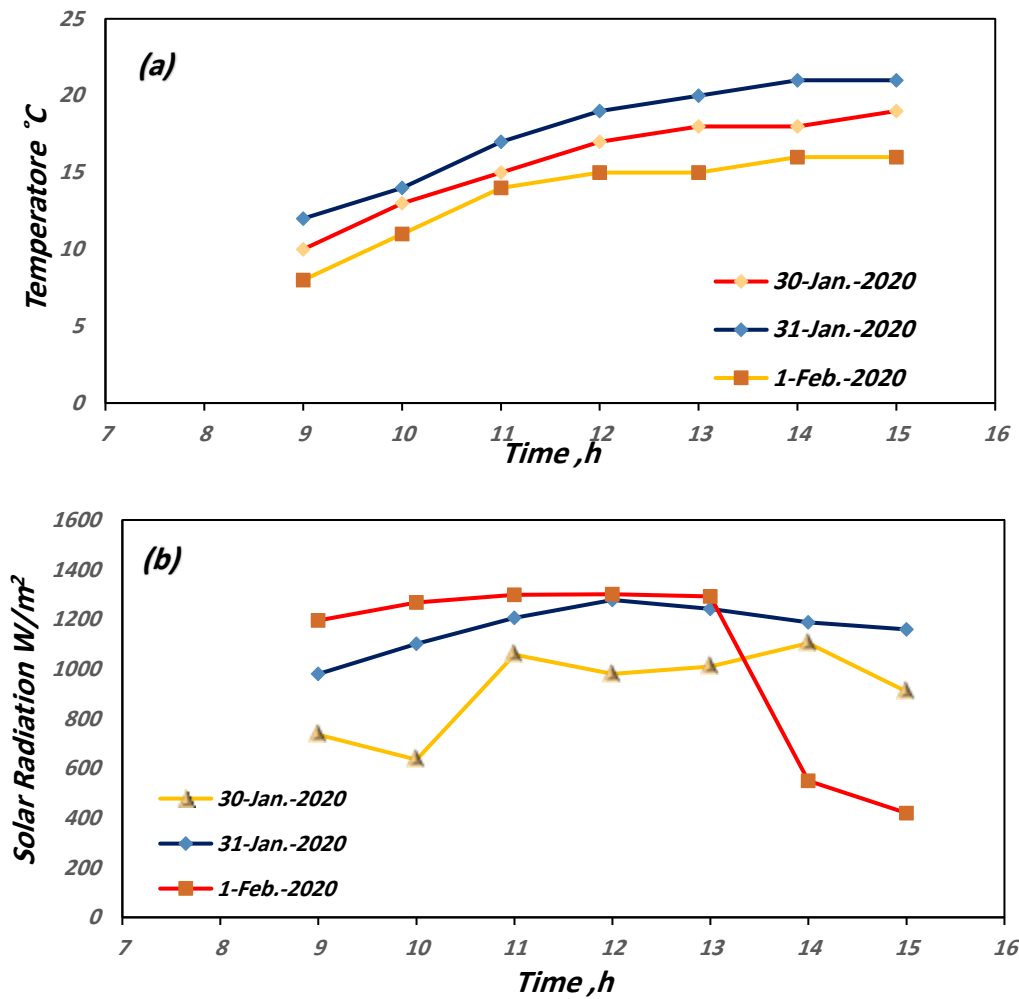 25
(a)
20
15
10
5
0
Temperatore °C
30-Jan.-2020
31-Jan.-2020
1-Feb.-2020
7 8 9 10 11 12 13 14 15 16
Time ,h
1600
(b)
1400
1200
1000
800
600
400
200
0
Solar Radiation W/m²
30-Jan.-2020
31-Jan.-2020
1-Feb.-2020
7 8 9 10 11 12 13 14 15 16
Time ,h